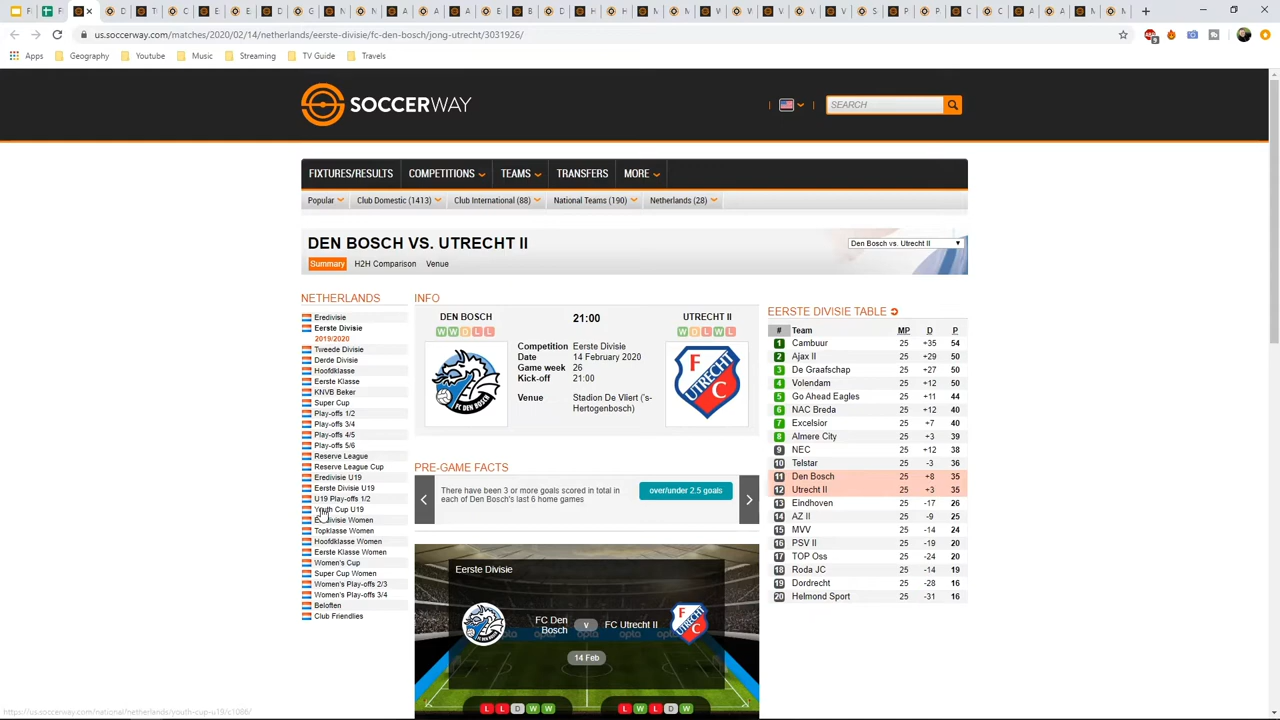 us.soccerway.com/matches/2020/02/14/netherlands/eerste-divisie/fc-den-bosch/jong-utrecht/3031926/
Apps Geography Youtube Music Streaming TV Guide Travels
SOCCERWAY
SEARCH
FIXTURES/RESULTS COMPETITIONS TEAMS TRANSFERS MORE
Popular Club Domestic (1413) Club International (88) National Teams (190) Netherlands (28)
DEN BOSCH VS. UTRECHT II
Den Bosch vs. Utrecht II
Summary H2H Comparison Venue
NETHERLANDS
Eredivisie
Eerste Divisie
2019/2020
Tweede Divisie
Derde Divisie
Hoofdklasse
Eerste Klasse
KNVB Beker
Super Cup
Play-offs 1/2
Play-offs 3/4
Play-offs 4/5
Play-offs 5/6
Reserve League
Reserve League Cup
Eredivisie U19
Eerste Divisie U19
U19 Play-offs 1/2
Youth Cup U19
Eredivisie Women
Topklasse Women
Hoofdklasse Women
Eerste Klasse Women
Women's Cup
Super Cup Women
Women's Play-offs 2/3
Women's Play-offs 3/4
Beloften
Club Friendlies
INFO
DEN BOSCH
W W D L L
FC DEN BOSCH
21:00
Competition Eerste Divisie
Date 14 February 2020
Game week 26
Kick-off 21:00
Venue Stadion De Vliert ('s-
Hertogenbosch)
UTRECHT II
W D L W L
F C
UTRECHT
PRE-GAME FACTS
There have been 3 or more goals scored in total in
each of Den Bosch's last 6 home games
over/under 2.5 goals
Eerste Divisie
FC Den
Bosch
v
FC Utrecht II
14 Feb
L L D W W
L W L D W
EERSTE DIVISIE TABLE
# Team MP D P
1 Cambuur 25 +35 54
2 Ajax II 25 +29 50
3 De Graafschap 25 +27 50
4 Volendam 25 +12 50
5 Go Ahead Eagles 25 +11 44
6 NAC Breda 25 +12 40
7 Excelsior 25 +7 40
8 Almere City 25 +3 39
9 NEC 25 +12 38
10 Telstar 25 -3 36
11 Den Bosch 25 +8 35
12 Utrecht II 25 +3 35
13 Eindhoven 25 -17 26
14 AZ II 25 -9 25
15 MVV 25 -14 24
16 PSV II 25 -19 20
17 TOP Oss 25 -24 20
18 Roda JC 25 -14 19
19 Dordrecht 25 -28 16
20 Helmond Sport 25 -31 16
https://us.soccerway.com/national/netherlands/youth-cup-u19/c1086/